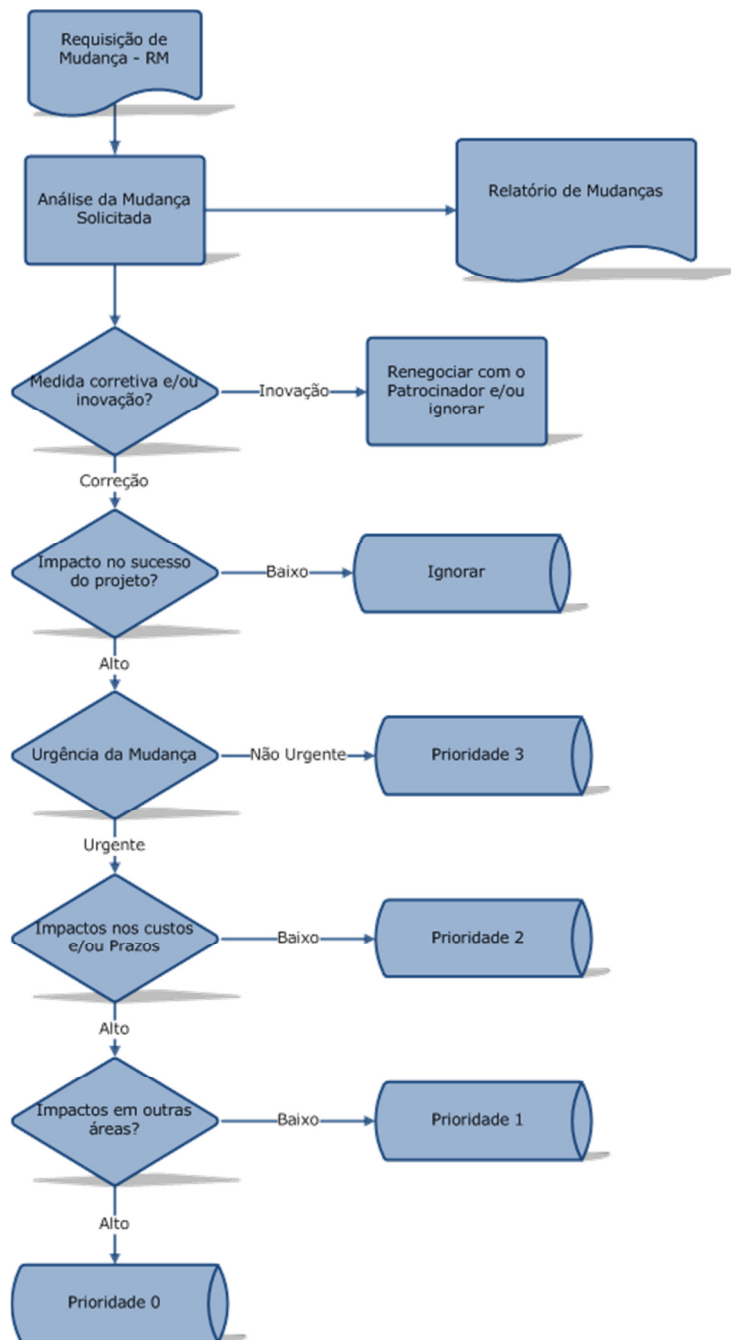 Requisição de
Mudança - RM
Análise da Mudança
Solicitada
Relatório de Mudanças
Medida corretiva e/ou
inovação?
Inovação
Renegociar com o
Patrocinador e/ou
ignorar
Correção
Impacto no sucesso
do projeto?
Baixo
Ignorar
Alto
Urgência da Mudança
Não Urgente
Prioridade 3
Urgente
Impactos nos custos
e/ou Prazos
Baixo
Prioridade 2
Alto
Impactos em outras
áreas?
Baixo
Prioridade 1
Alto
Prioridade 0